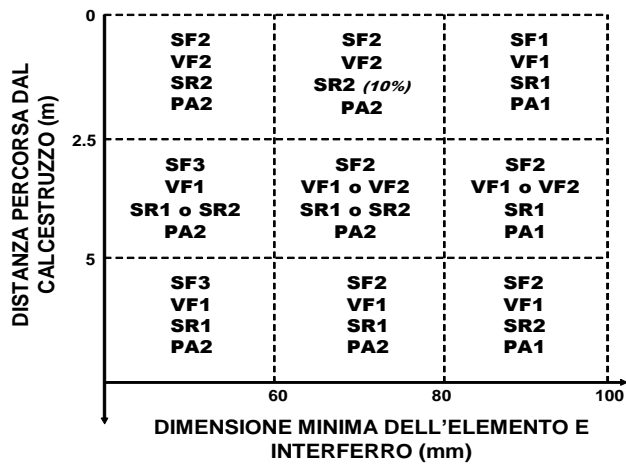 DISTANZA PERCORSA DAL
CALCESTRUZZO (m)
0
SF2
VF2
SR2
PA2
SF2
VF2
SR2 (10%)
PA2
SF1
VF1
SR1
PA1
2.5
SF3
VF1
SR1 o SR2
PA2
SF2
VF1 o VF2
SR1 o SR2
PA2
SF2
VF1 o VF2
SR1
PA1
5
SF3
VF1
SR1
PA2
SF2
VF1
SR1
PA2
SF2
VF1
SR2
PA1
60
80
100
DIMENSIONE MINIMA DELL'ELEMENTO E
INTERFERRO (mm)